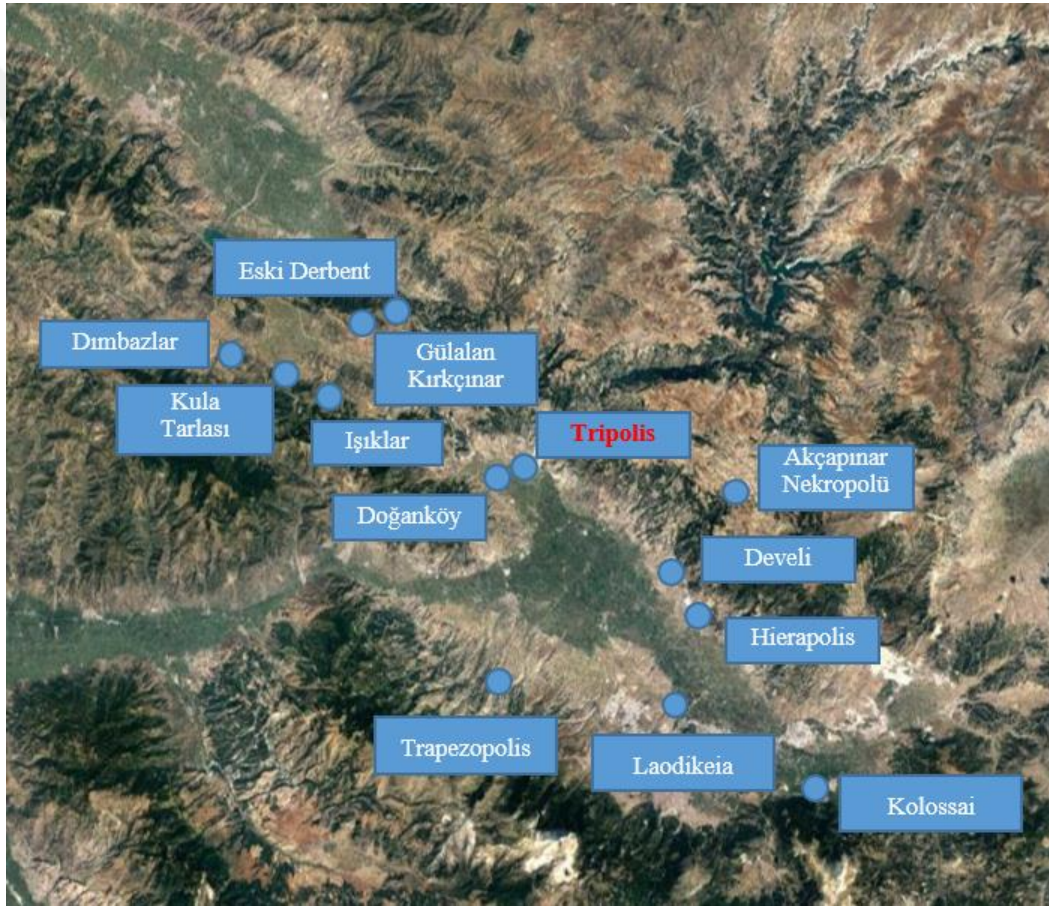 Eski Derbent
Dımbazlar
Gülalan
Kırkçınar
Kula
Tarlası
Işıklar
Tripolis
Akçapınar
Nekropolü
Doğanköy
Develi
Hierapolis
Trapezopolis
Laodikeia
Kolossai